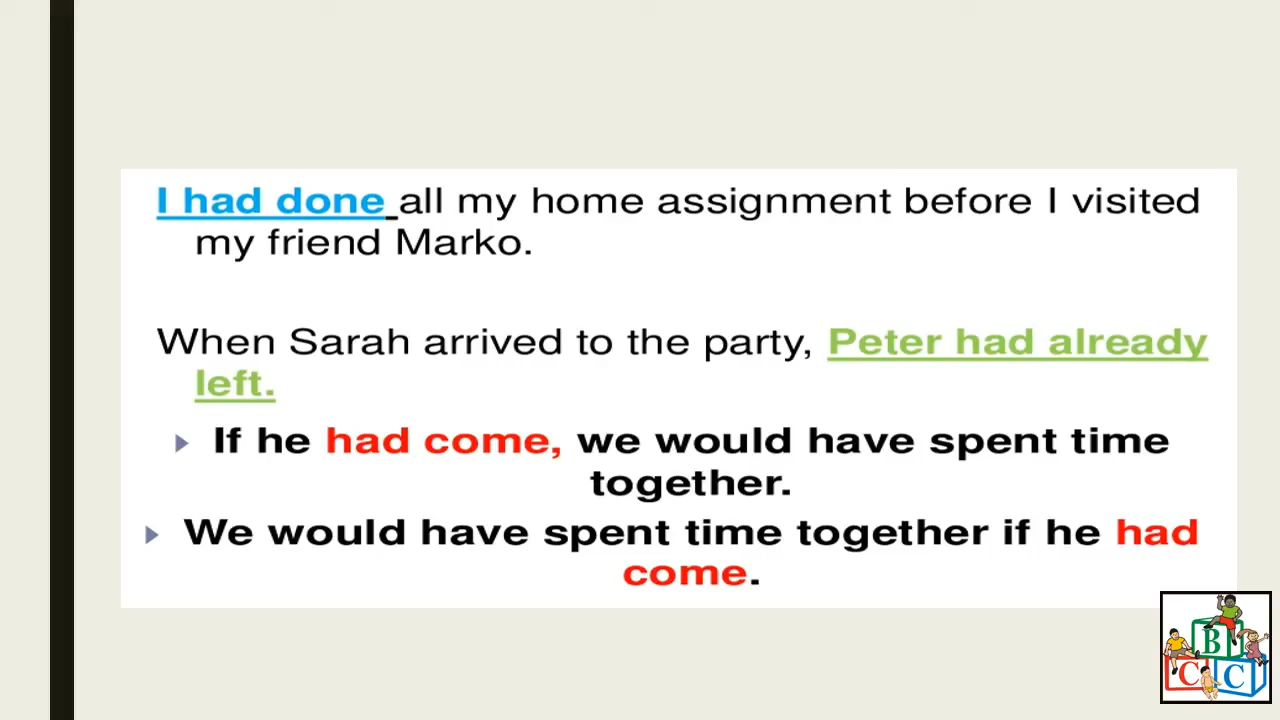 I had done all my home assignment before I visited
my friend Marko.
When Sarah arrived to the party, Peter had already
left.
If he had come, we would have spent time
together.
We would have spent time together if he had
come.
B
C C